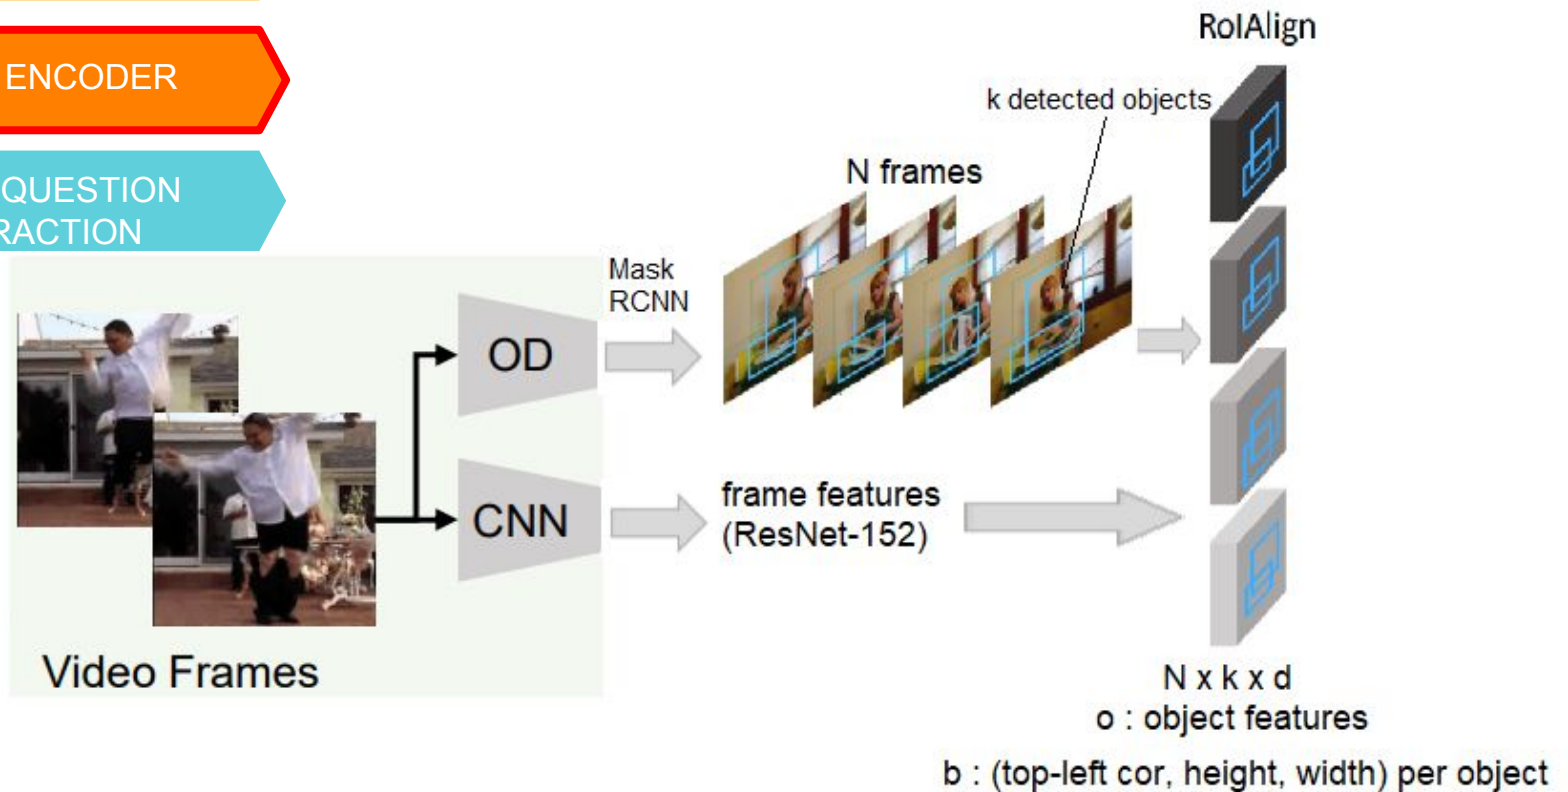 ENCODER
QUESTION
RACTION
RoIAlign
k detected objects
N frames
Mask
RCNN
OD
CNN
frame features
(ResNet-152)
Video Frames
N x k x d
o : object features
b : (top-left cor, height, width) per object